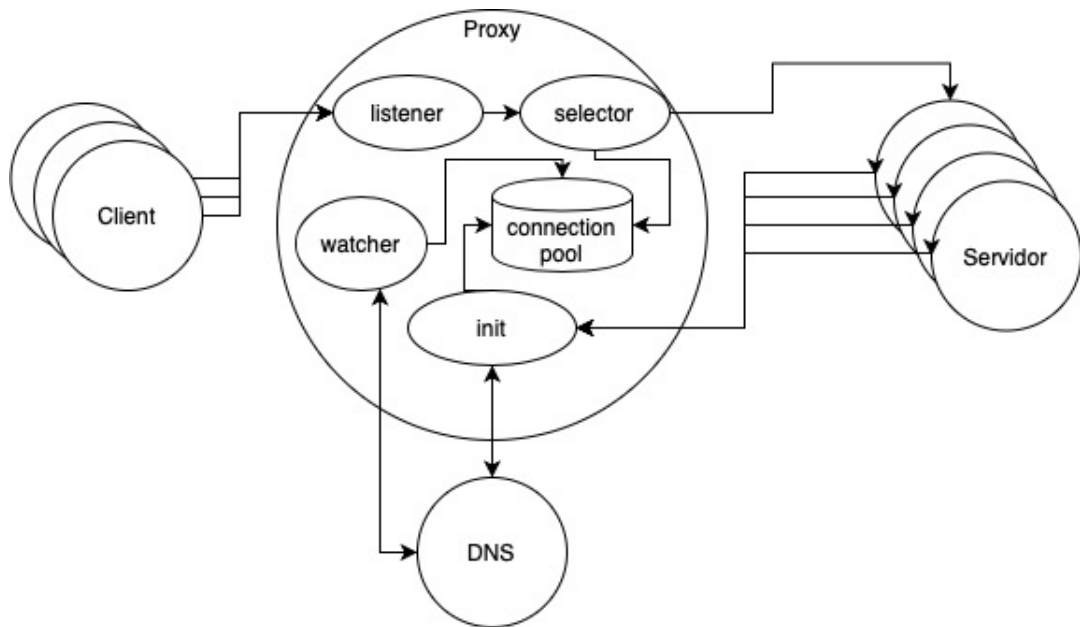 Proxy
listener
selector
Client
watcher
connection
pool
Servidor
init
DNS